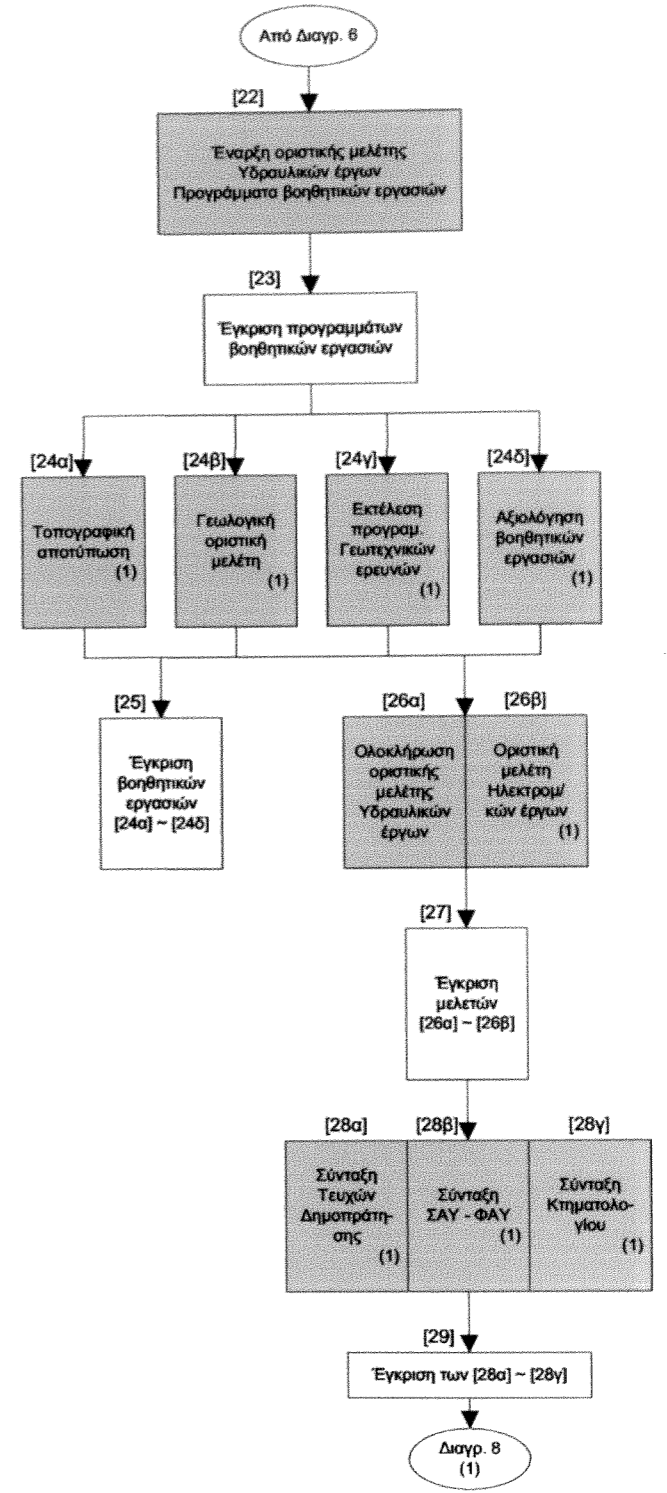 Από Διαγρ. 6
[22]
Έναρξη οριστικής μελέτης
Υδραυλικών έργων
Προγράμματα βοηθητικών εργασιών
[23]
Έγκριση προγραμμάτων
βοηθητικών εργασιών
[24α]
Τοπογραφική
αποτύπωση
(1)
[24β]
Γεωλογική
οριστική
μελέτη
(1)
[24γ]
Εκτέλεση
προγραμ.
Γεωτεχνικών
ερευνών
(1)
[24δ]
Αξιολόγηση
βοηθητικών
εργασιών
(1)
[25]
Έγκριση
βοηθητικών
εργασιών
[24α] ~ [24δ]
[26α]
Ολοκλήρωση
οριστικής
μελέτης
Υδραυλικών
έργων
[26β]
Οριστική
μελέτη
Ηλεκτρομ/
κών έργων
(1)
[27]
Έγκριση
μελετών
[26α] ~ [26β]
[28α]
Σύνταξη
Τευχών
Δημοπράτη-
σης
(1)
[28β]
Σύνταξη
ΣΑΥ - ΦΑΥ
(1)
[28γ]
Σύνταξη
Κτηματολο-
γίου
(1)
[29]
Έγκριση των [28α] ~ [28γ]
Διαγρ. 8
(1)